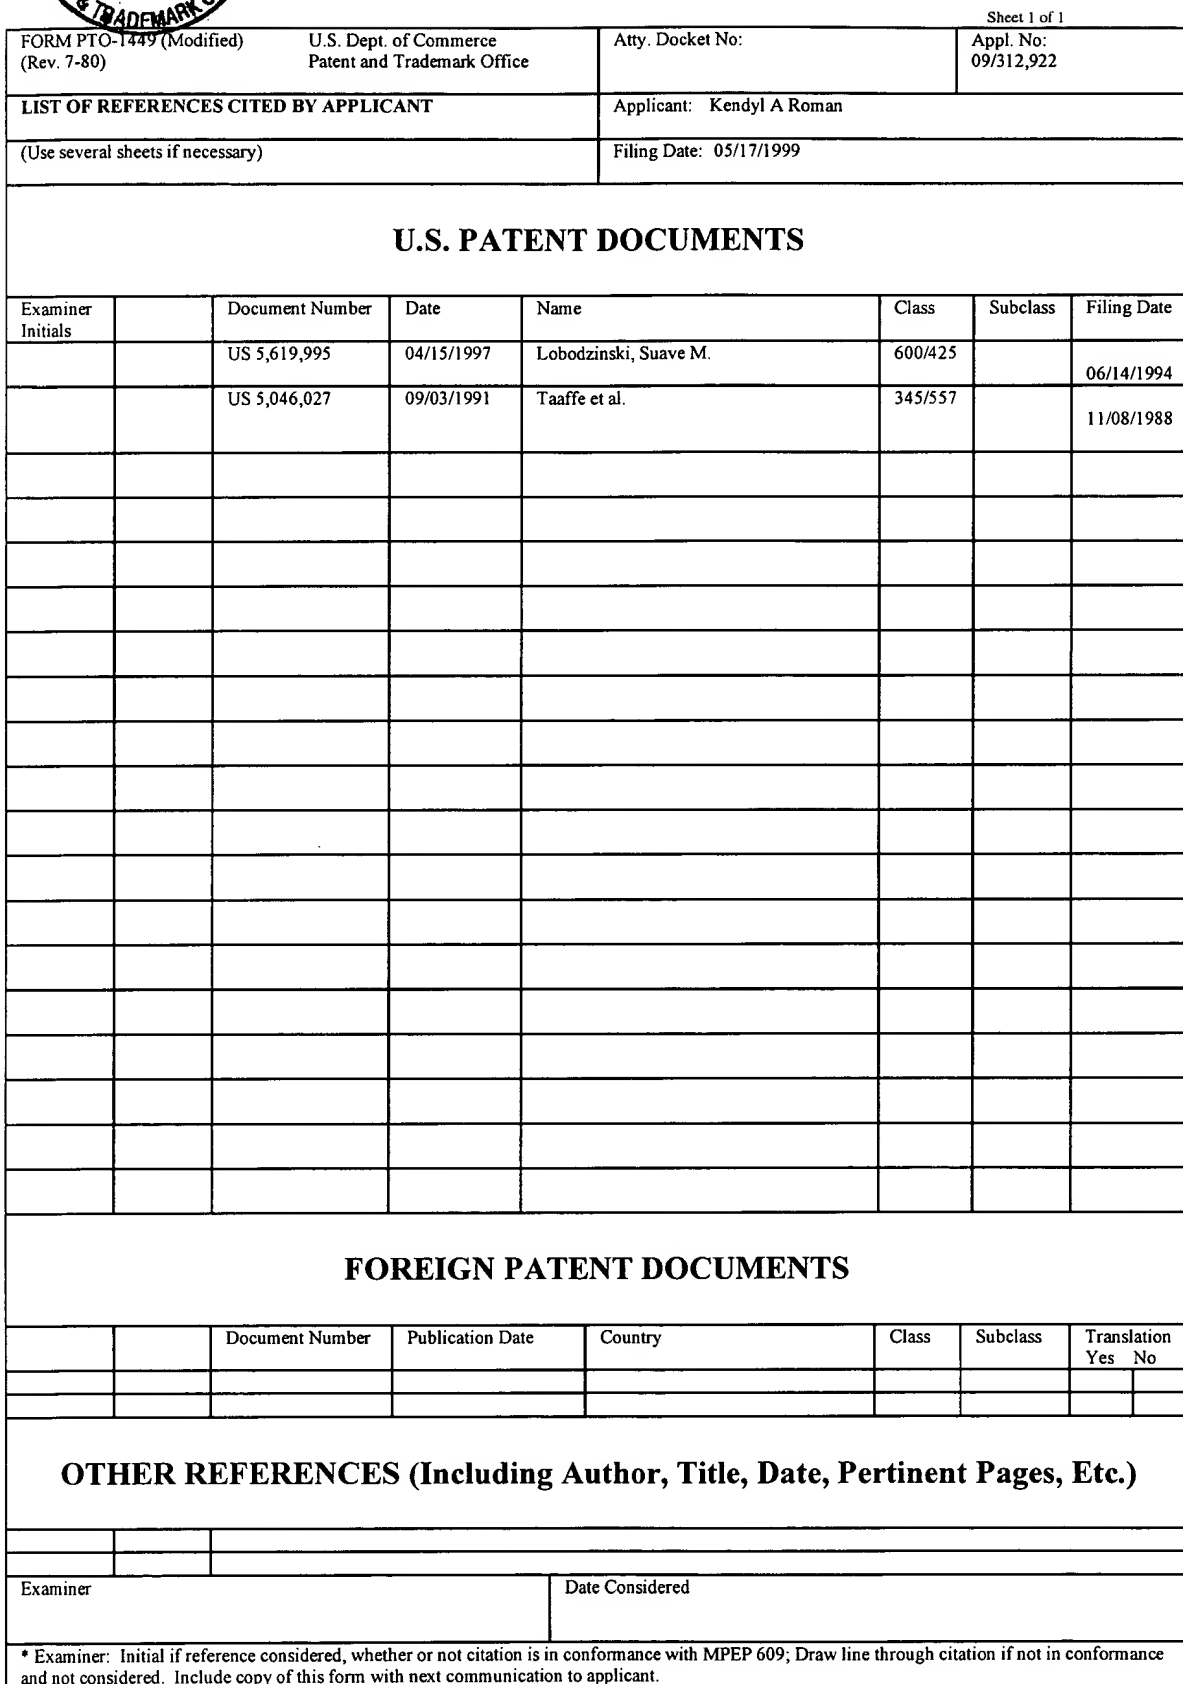 & TRADEMARK
Sheet 1 of 1
FORM PTO-1449 (Modified) U.S. Dept. of Commerce Atty. Docket No: Appl. No:
(Rev. 7-80) Patent and Trademark Office 09/312,922
LIST OF REFERENCES CITED BY APPLICANT Applicant: Kendyl A Roman
(Use several sheets if necessary) Filing Date: 05/17/1999
U.S. PATENT DOCUMENTS
Examiner Document Number Date Name Class Subclass Filing Date
Initials
US 5,619,995 04/15/1997 Lobodzinski, Suave M. 600/425
06/14/1994
US 5,046,027 09/03/1991 Taaffe et al. 345/557
11/08/1988
FOREIGN PATENT DOCUMENTS
Document Number Publication Date Country Class Subclass Translation
Yes No
OTHER REFERENCES (Including Author, Title, Date, Pertinent Pages, Etc.)
Examiner Date Considered
* Examiner: Initial if reference considered, whether or not citation is in conformance with MPEP 609; Draw line through citation if not in conformance
and not considered. Include copy of this form with next communication to applicant.